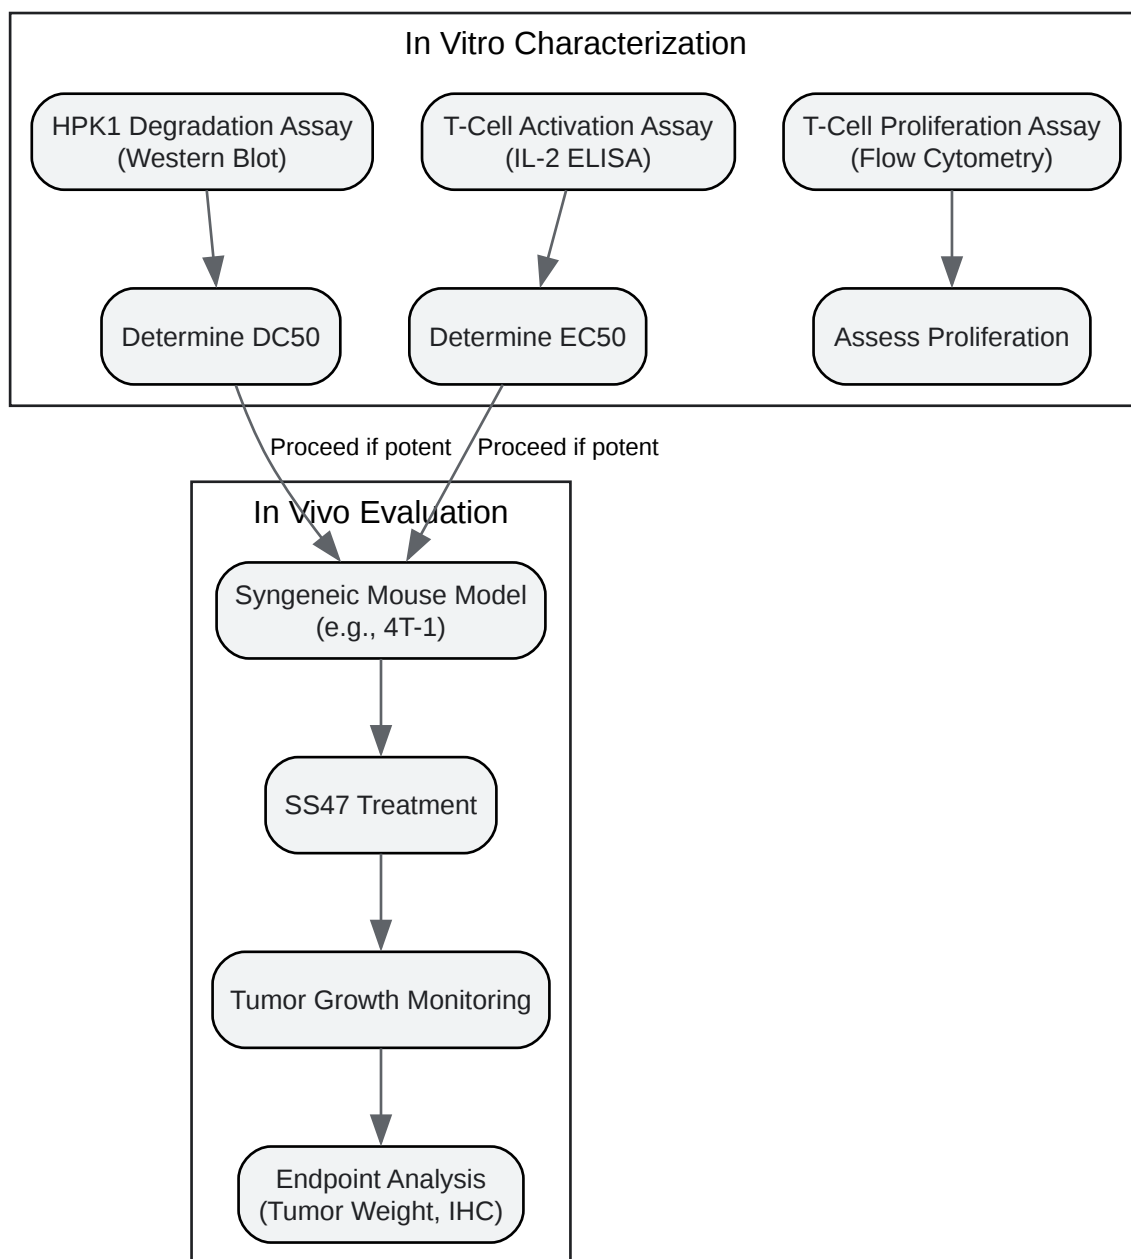 In Vitro Characterization
HPK1 Degradation Assay
(Western Blot)
T-Cell Activation Assay
(IL-2 ELISA)
T-Cell Proliferation Assay
(Flow Cytometry)
Determine DC50
Determine EC50
Assess Proliferation
Proceed if potent
Proceed if potent
In Vivo Evaluation
Syngeneic Mouse Model
(e.g., 4T-1)
SS47 Treatment
Tumor Growth Monitoring
Endpoint Analysis
(Tumor Weight, IHC)